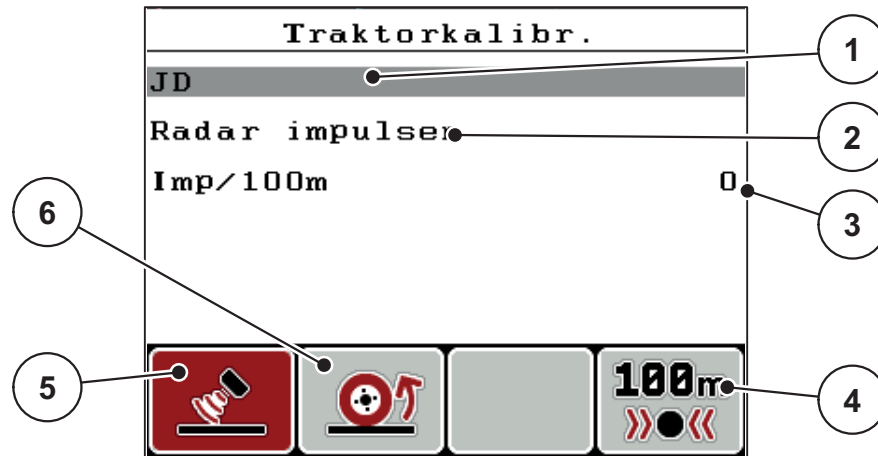 Traktorkalibr.
JD
Radar impulser
Imp/100m 0
100m
1
2
3
4
5
6